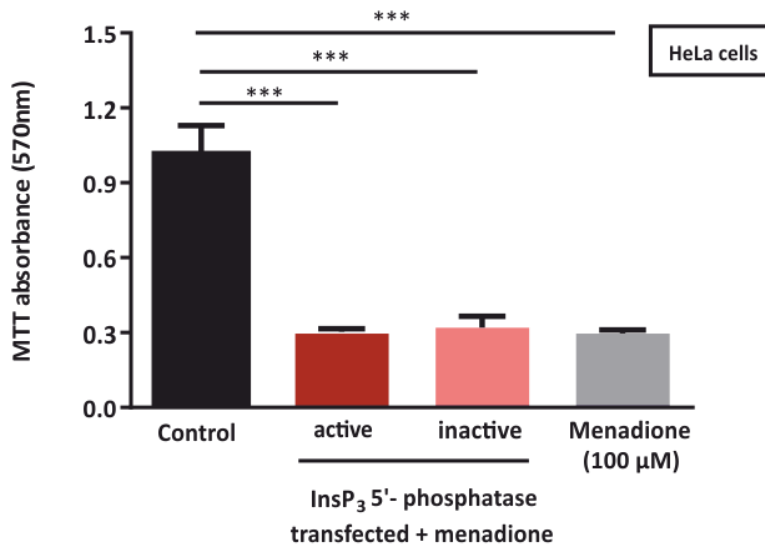 ***
***
***
HeLa cells
MTT absorbance (570nm)
1.5
1.2
0.9
0.6
0.3
0.0
Control
active
inactive
Menadione
(100 µM)
InsP₃ 5'- phosphatase
transfected + menadione